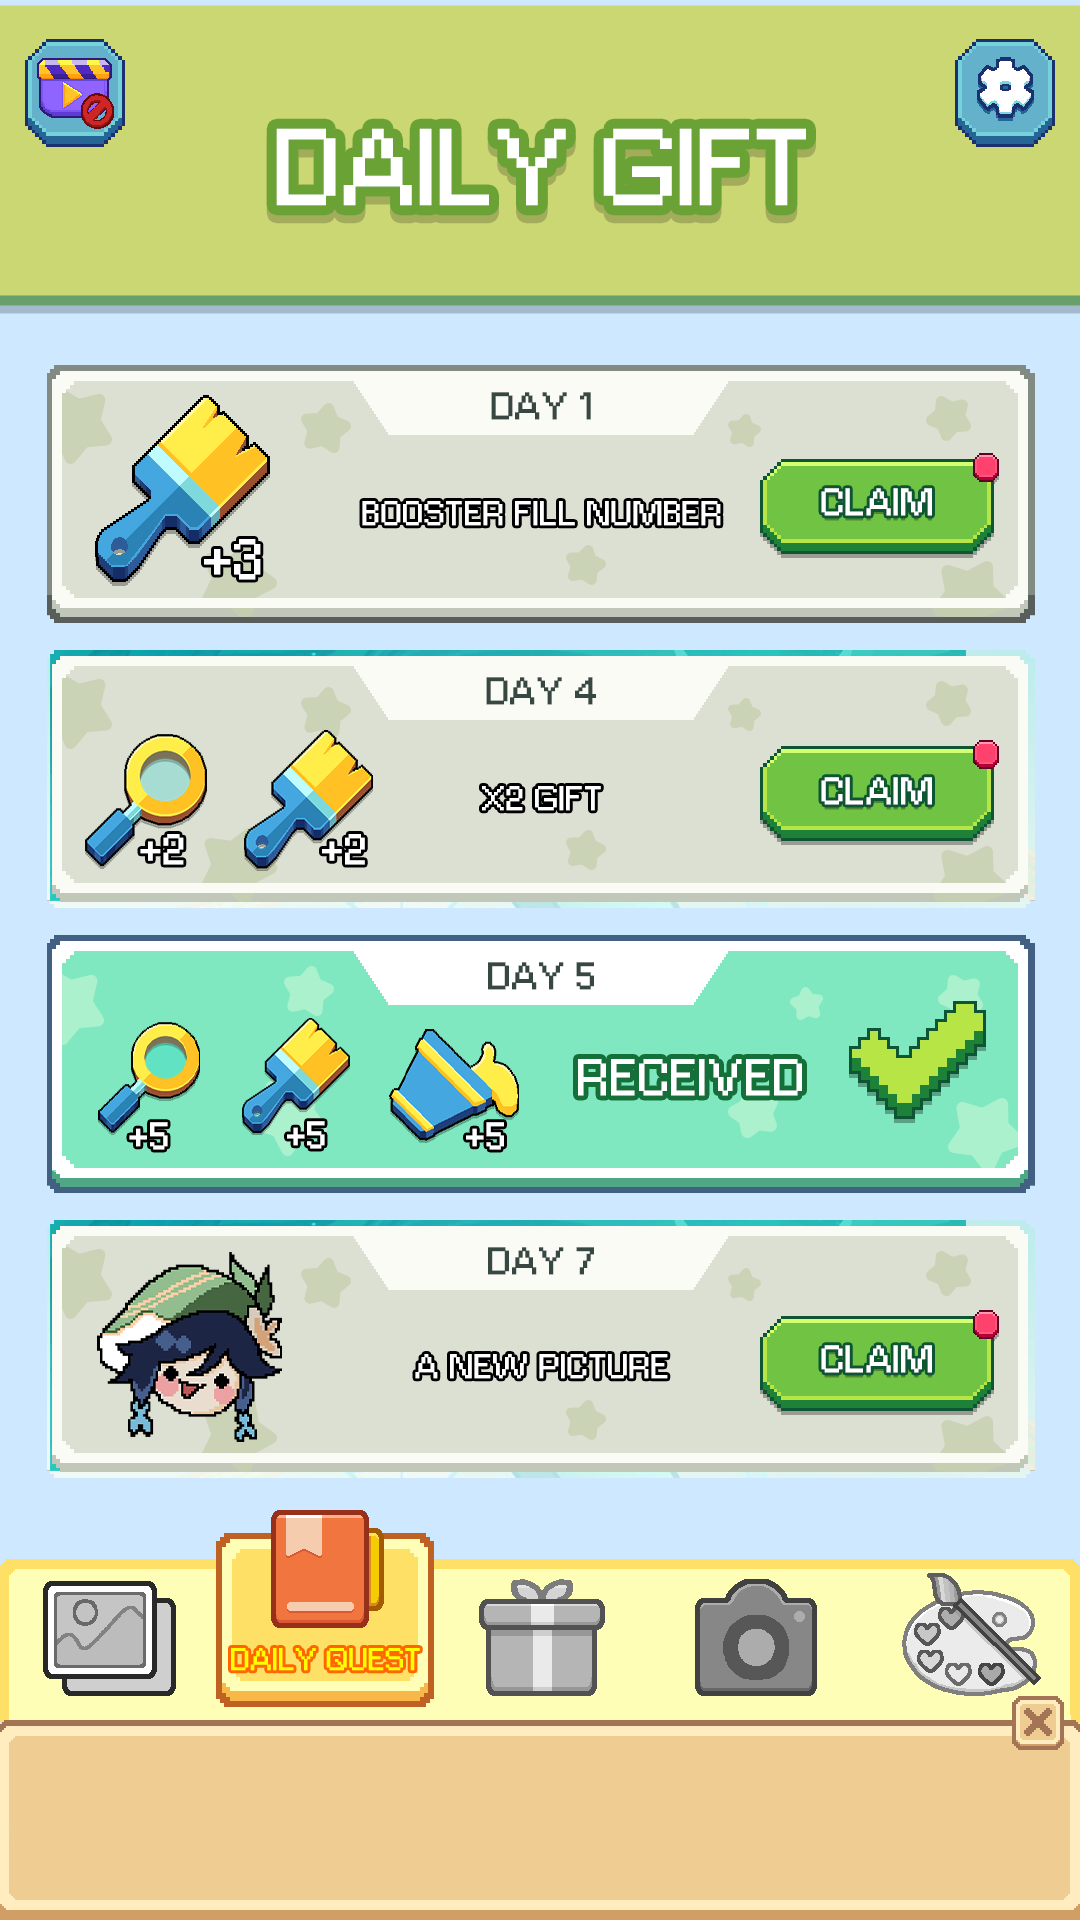 DAILY GIFT
DAY 1
BOOSTER FILL NUMBER
CLAIM
+3
DAY 4
X2 GIFT
CLAIM
+2
+2
DAY 5
RECEIVED
+5
+5
+5
DAY 7
A NEW PICTURE
CLAIM
DAILY QUEST